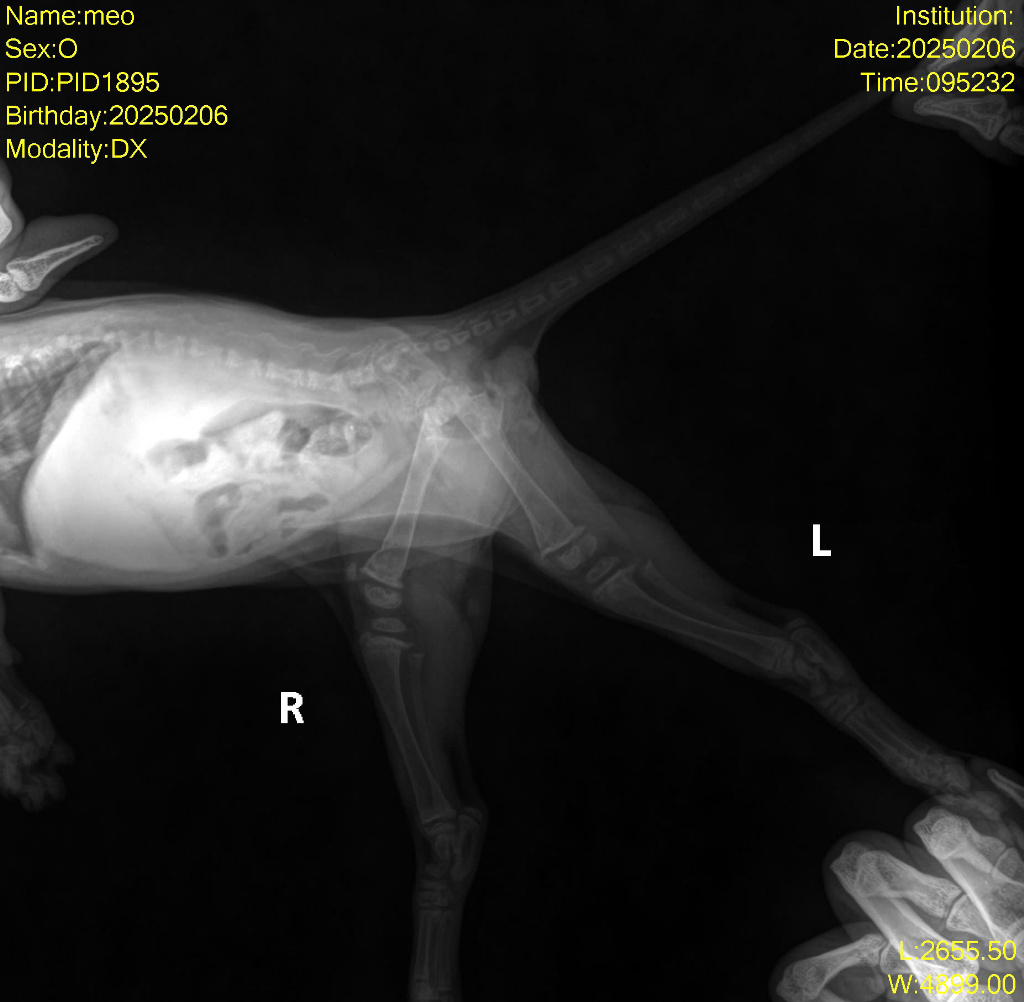 Name:meo
Sex:O
PID:PID1895
Birthday:20250206
Modality:DX
Institution:
Date:20250206
Time:095232
L
R
L:2655.50
W:4899.00